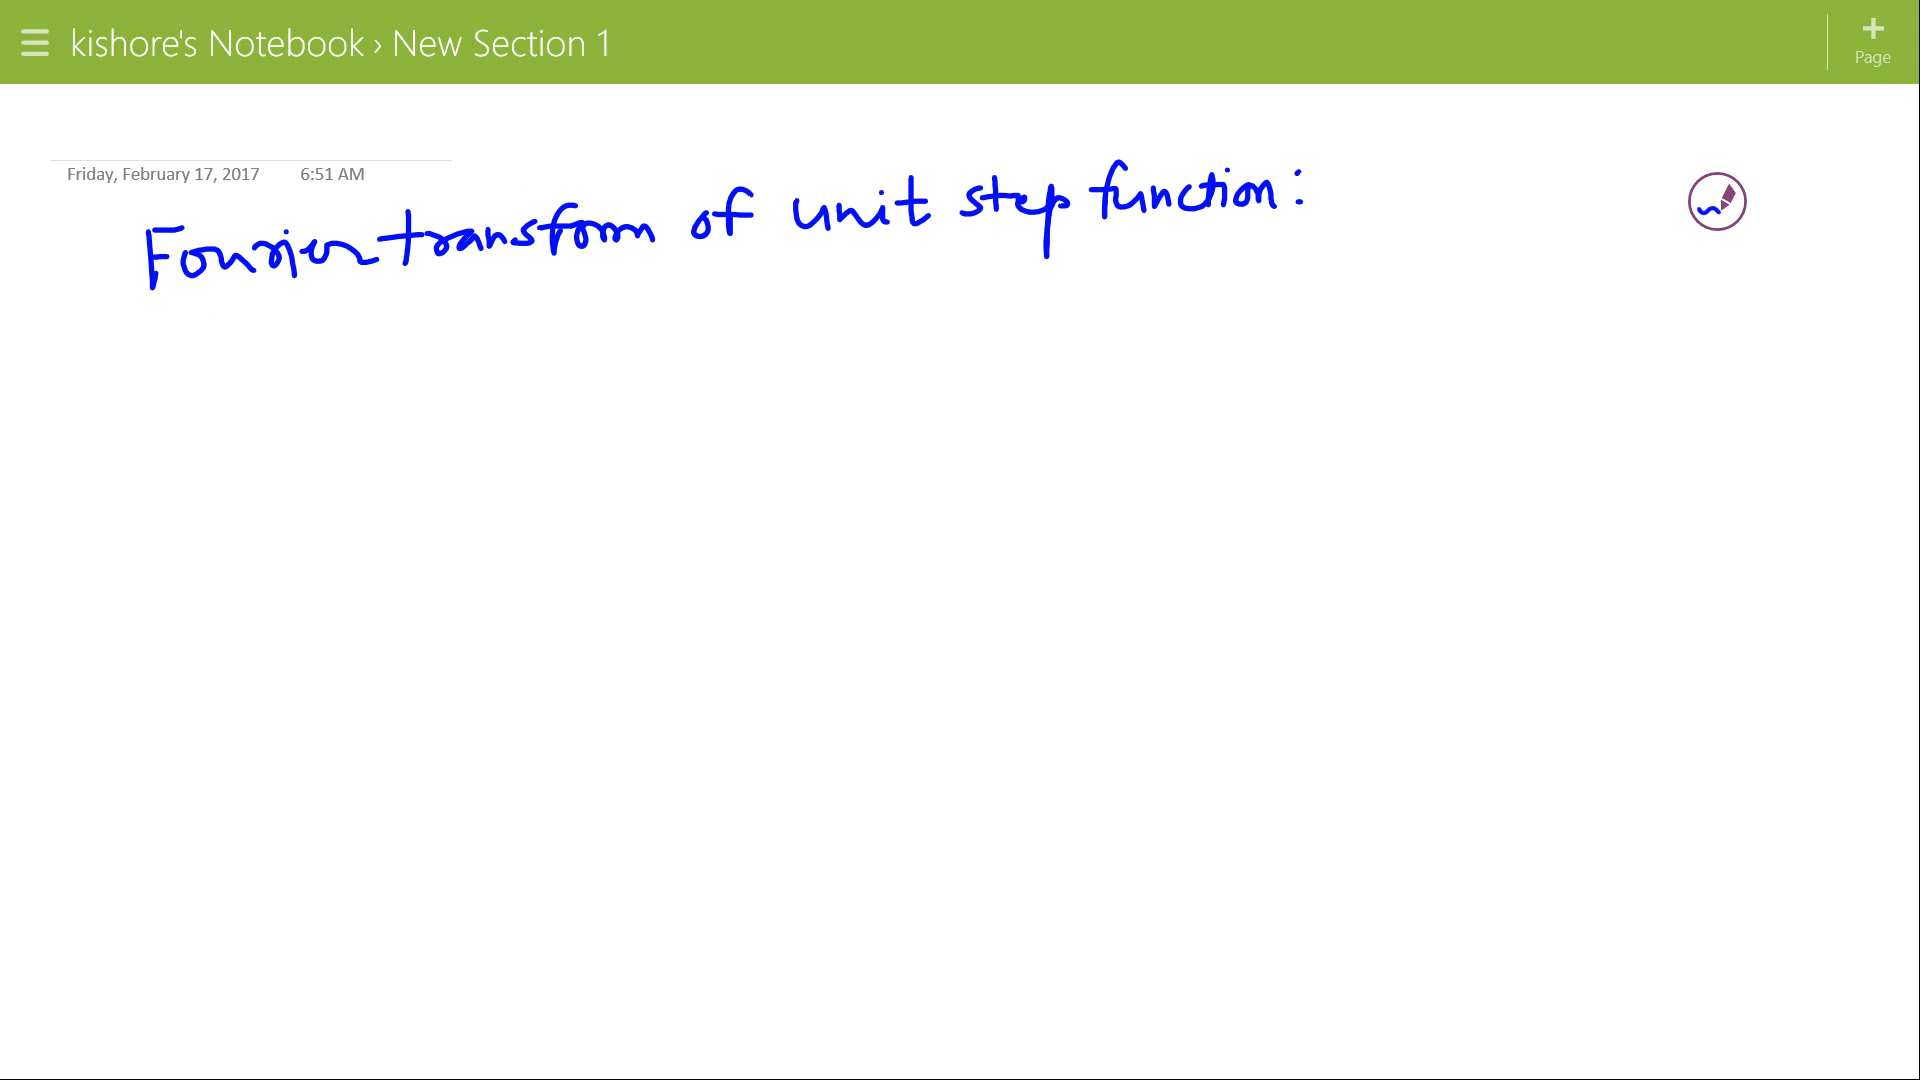 kishore's Notebook › New Section 1
Page
Friday, February 17, 2017 6:51 AM
Fourier transform of unit step function: